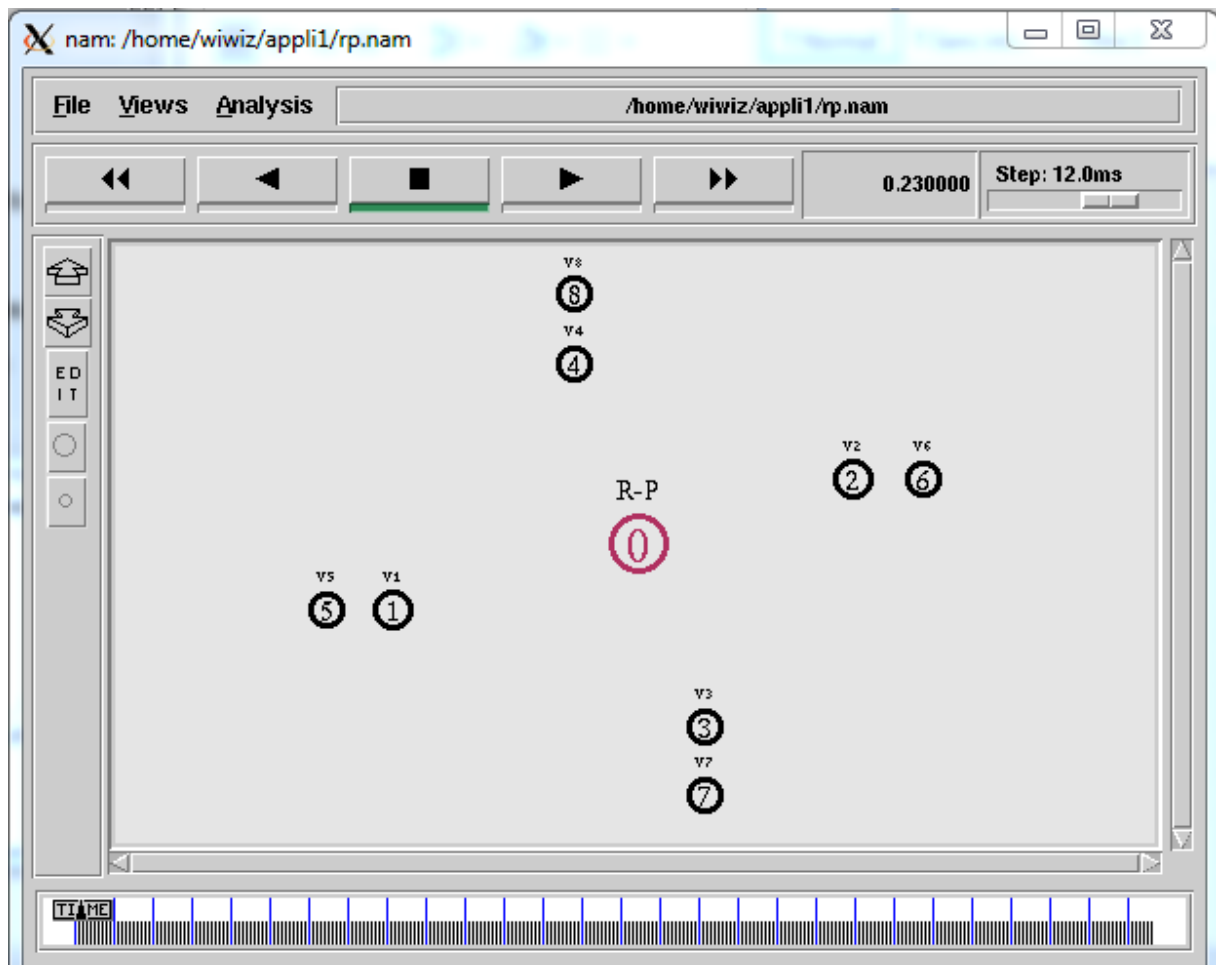 nam: /home/wiwiz/appli1/rp.nam
File Views Analysis /home/wiwiz/appli1/rp.nam
0.230000 Step: 12.0ms
v8
8
v4
4
ED
IT
v2 v6
2 6
R-P
0
v5 v1
5 1
v3
3
v7
7
TIME